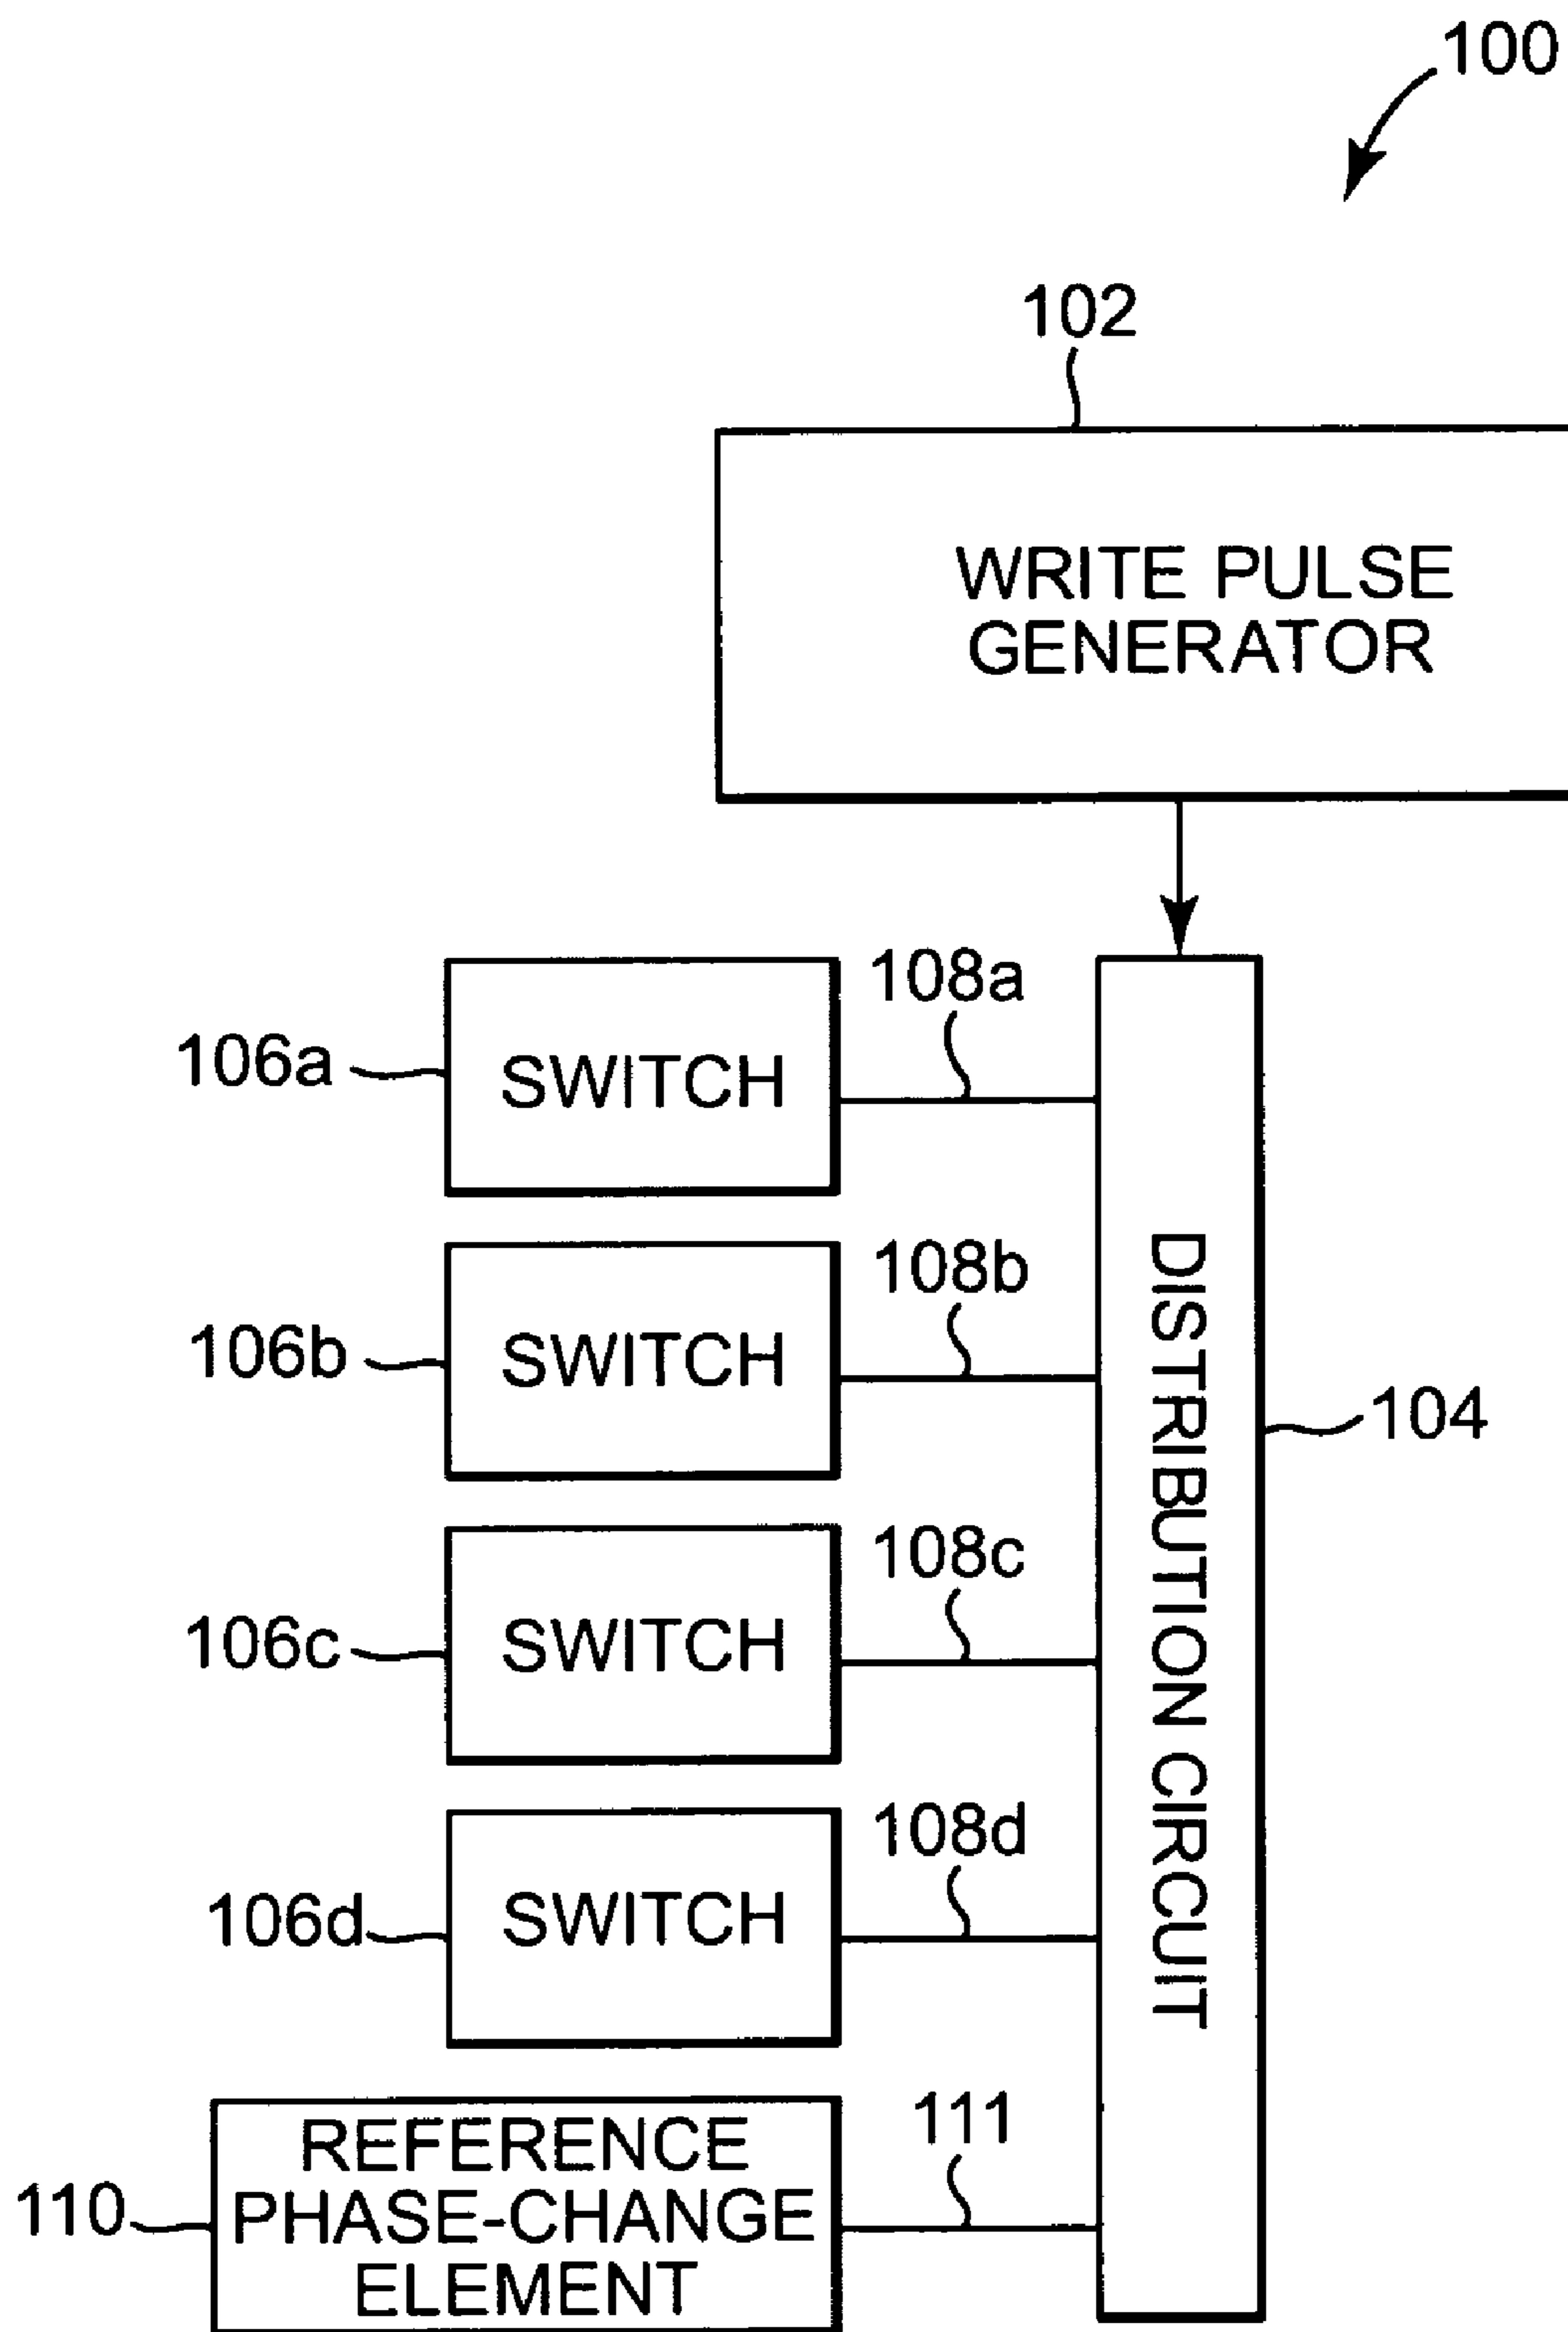 100
102
WRITE PULSE
GENERATOR
108a
106a
SWITCH
108b
106b
SWITCH
104
108c
106c
SWITCH
DISTRIBUTION CIRCUIT
108d
106d
SWITCH
111
REFERENCE
110
PHASE-CHANGE
ELEMENT